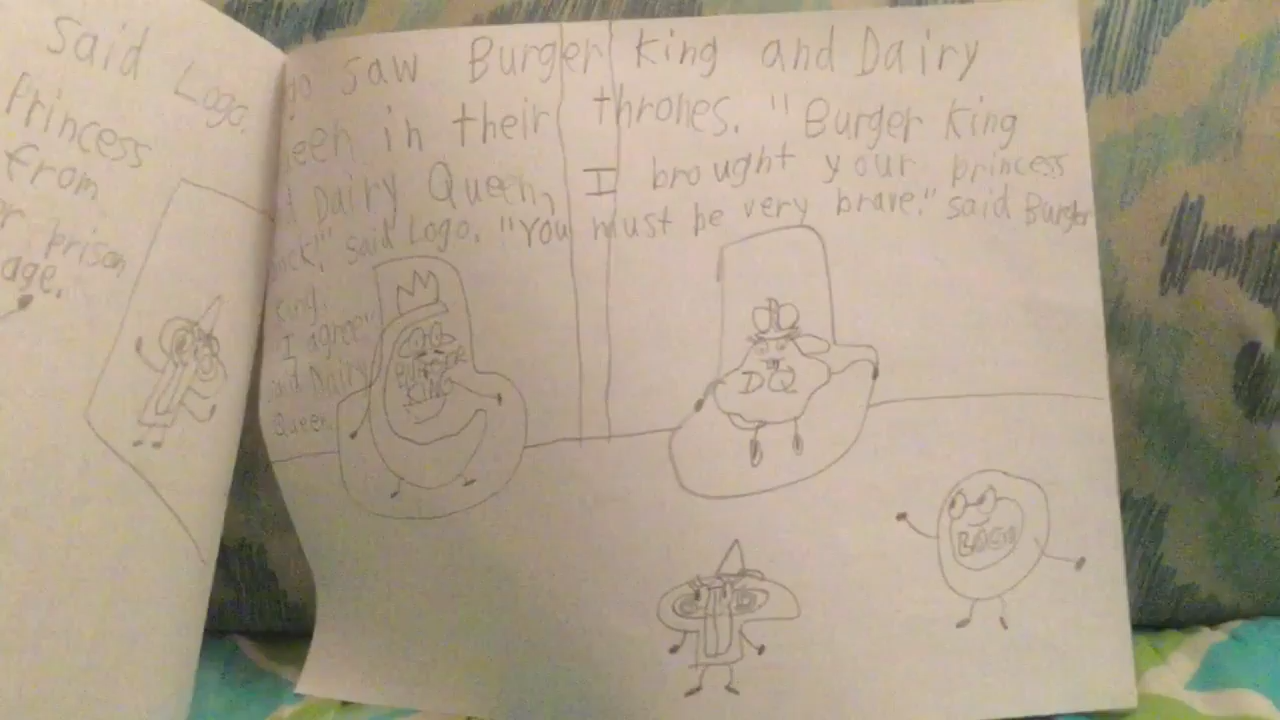 said Logo.
Princess
from
r prison
age.
o saw Burger king and Dairy
een in their thrones. "Burger king
d Dairy Queen, I brought your princess
ack!" said Logo. "You must be very brave." said Burger
king.
I agree!
said Dairy
Queen.
BURGER
KING
DQ